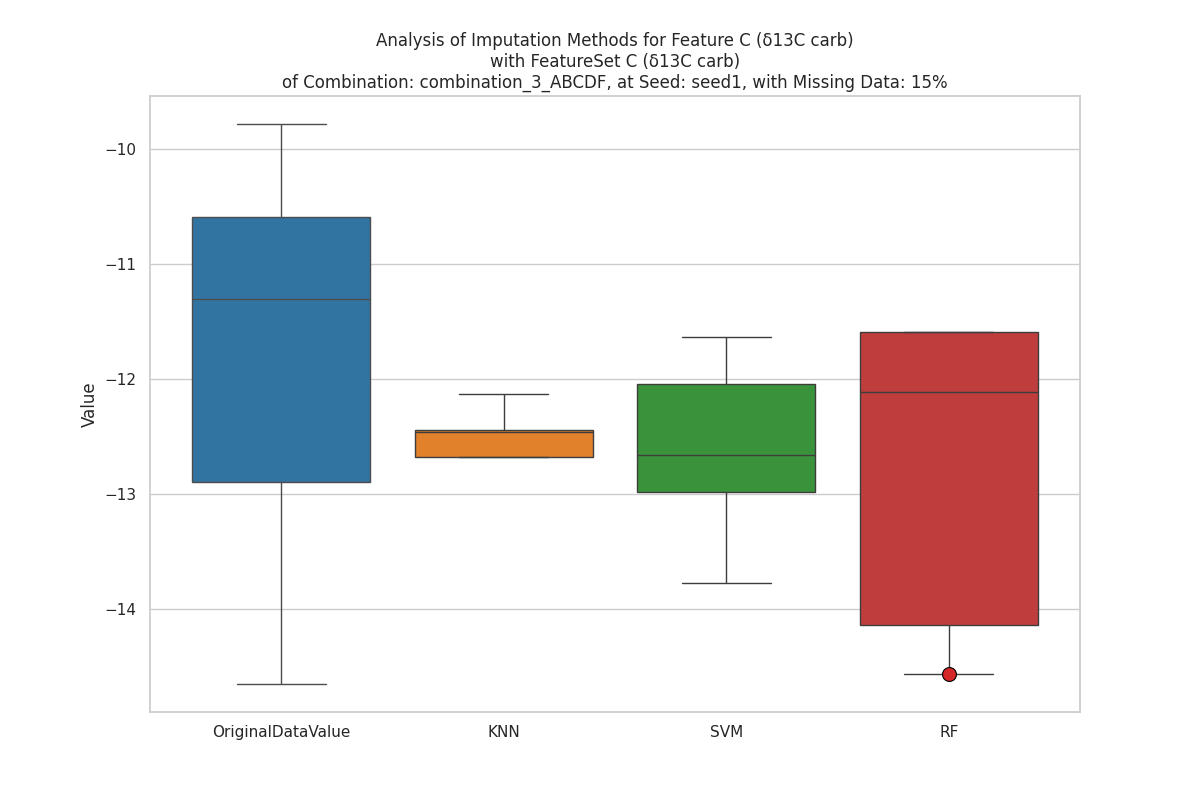 Analysis of Imputation Methods for Feature C (δ13C carb)
with FeatureSet C (δ13C carb)
of Combination: combination_3_ABCDF, at Seed: seed1, with Missing Data: 15%
−10
−11
−12
−13
−14
Value
OriginalDataValue
KNN
SVM
RF